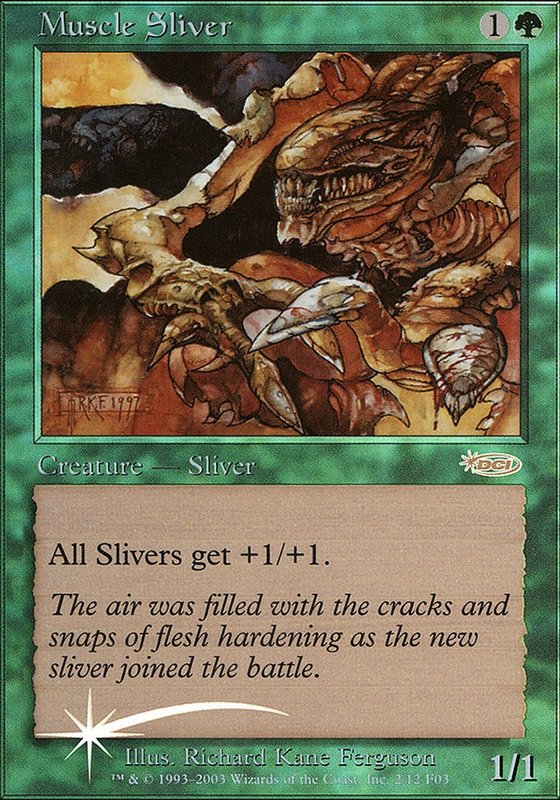 Muscle Sliver 1
RKF. 1997
Creature — Sliver DCI
All Slivers get +1/+1.
The air was filled with the cracks and
snaps of flesh hardening as the new
sliver joined the battle.
Illus. Richard Kane Ferguson
™ & © 1993–2003 Wizards of the Coast, Inc. 2/12 F03
1/1